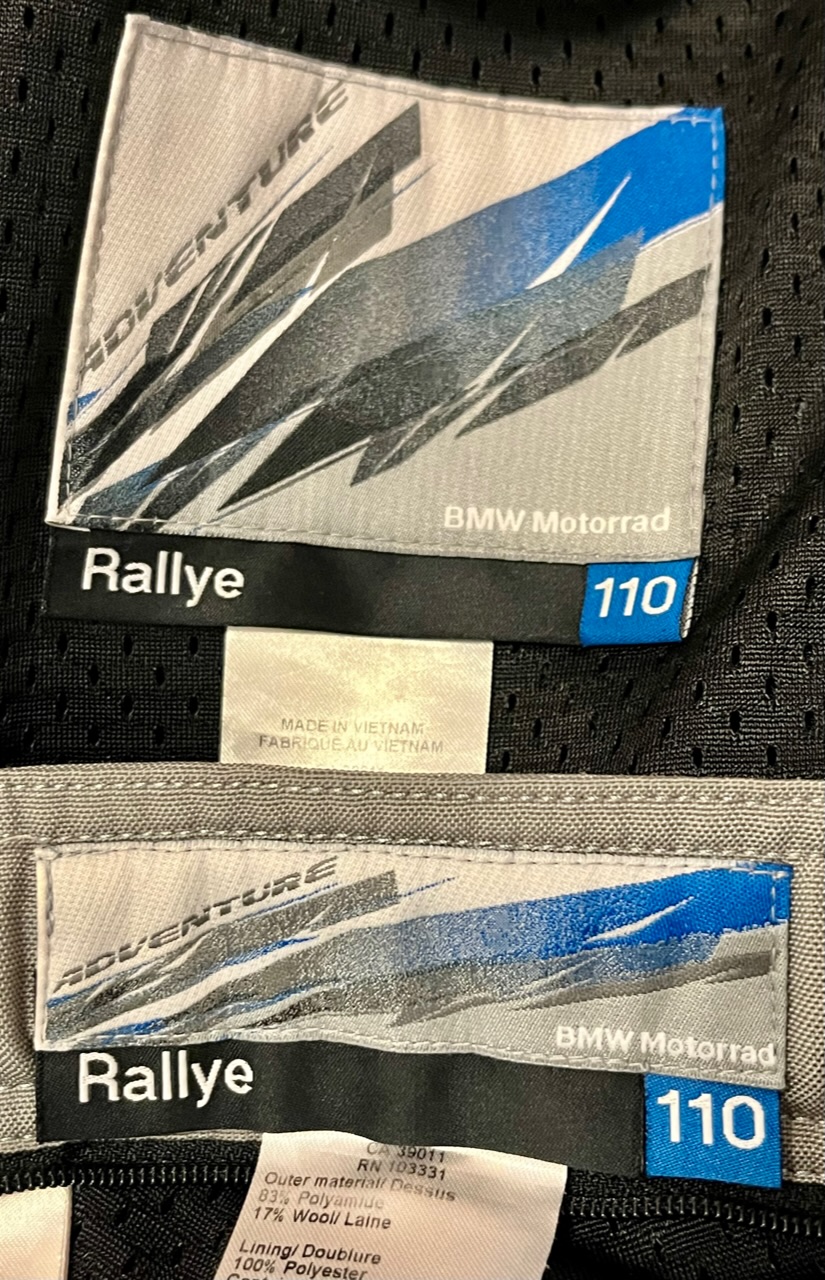 ADVENTURE
BMW Motorrad
Rallye
110
MADE IN VIETNAM
FABRIQUÉ AU VIETNAM
ADVENTURE
BMW Motorrad
Rallye
110
CA 39011
RN 103331
Outer material/ Dessus
83% Polyamide
17% Wool/ Laine
Lining/ Doublure
100% Polyester